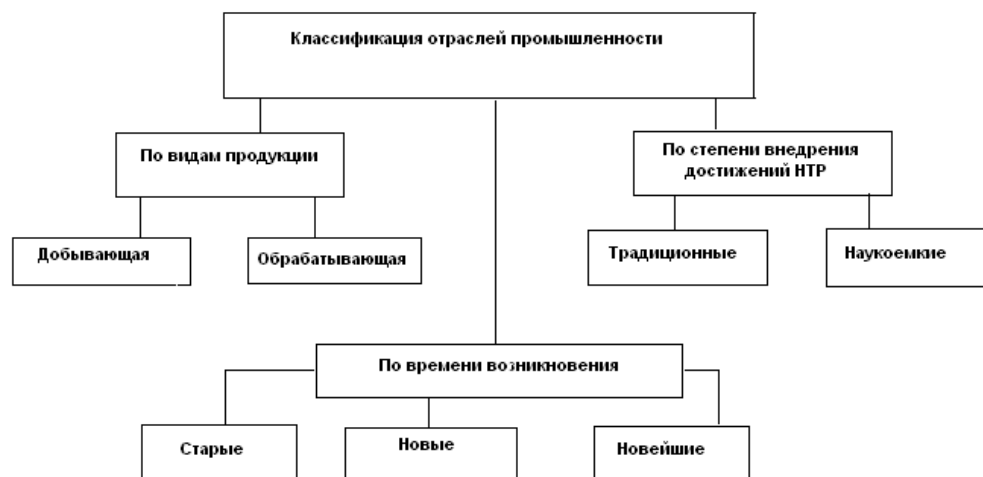 Классификация отраслей промышленности
По видам продукции
По степени внедрения
достижений НТР
Добывающая
Обрабатывающая
Традиционные
Наукоемкие
По времени возникновения
Старые
Новые
Новейшие